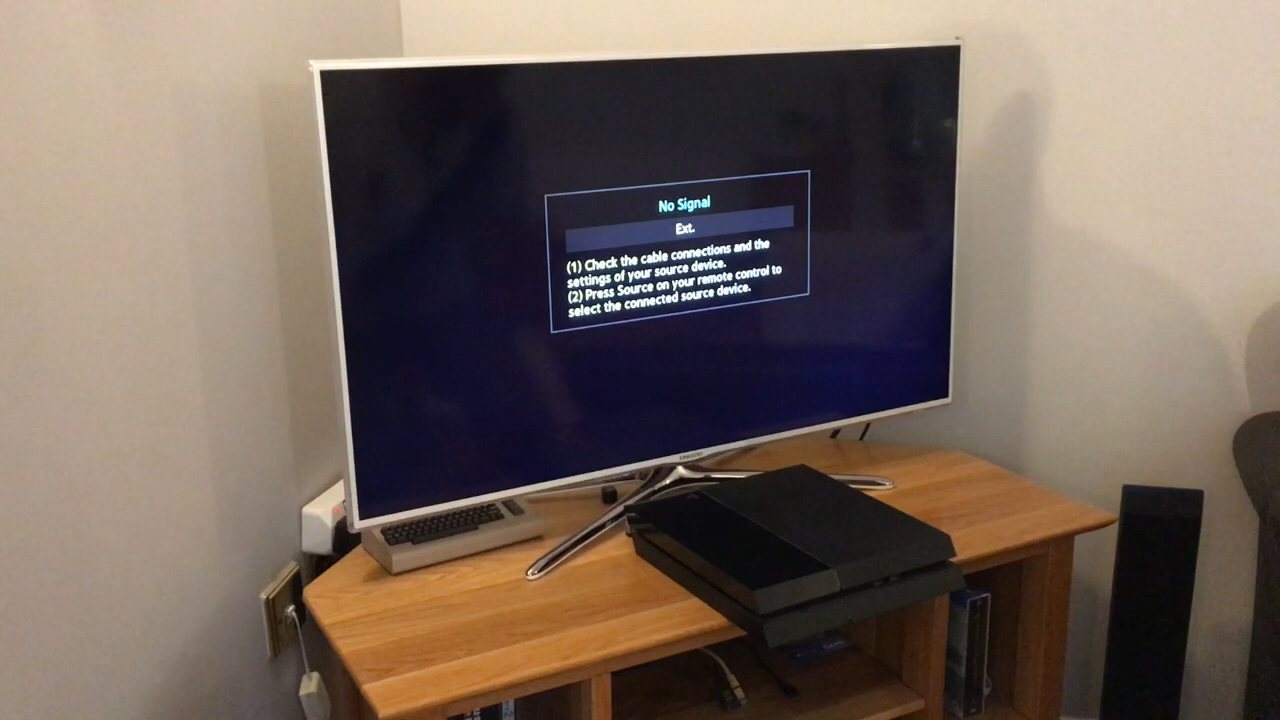 No Signal
Ext.
(1) Check the cable connections and the
settings of your source device.
(2) Press Source on your remote control to
select the connected source device.
SAMSUNG